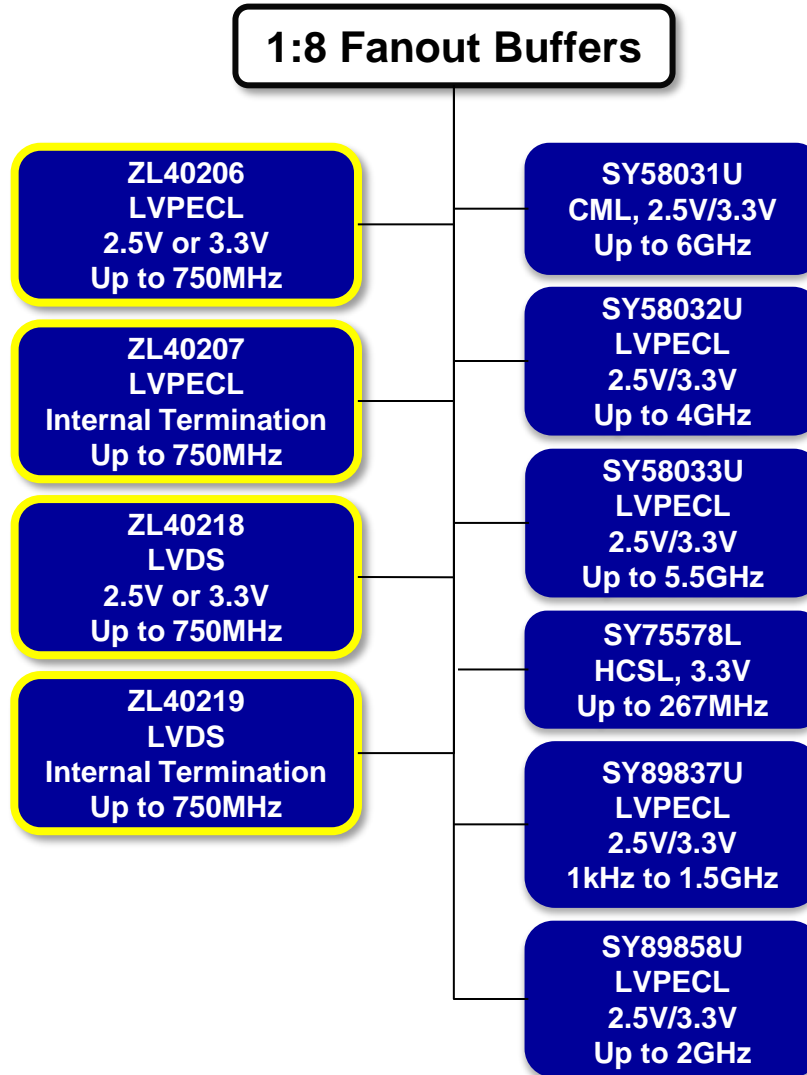 1:8 Fanout Buffers
ZL40206
LVPECL
2.5V or 3.3V
Up to 750MHz
ZL40207
LVPECL
Internal Termination
Up to 750MHz
ZL40218
LVDS
2.5V or 3.3V
Up to 750MHz
ZL40219
LVDS
Internal Termination
Up to 750MHz
SY58031U
CML, 2.5V/3.3V
Up to 6GHz
SY58032U
LVPECL
2.5V/3.3V
Up to 4GHz
SY58033U
LVPECL
2.5V/3.3V
Up to 5.5GHz
SY75578L
HCSL, 3.3V
Up to 267MHz
SY89837U
LVPECL
2.5V/3.3V
1kHz to 1.5GHz
SY89858U
LVPECL
2.5V/3.3V
Up to 2GHz